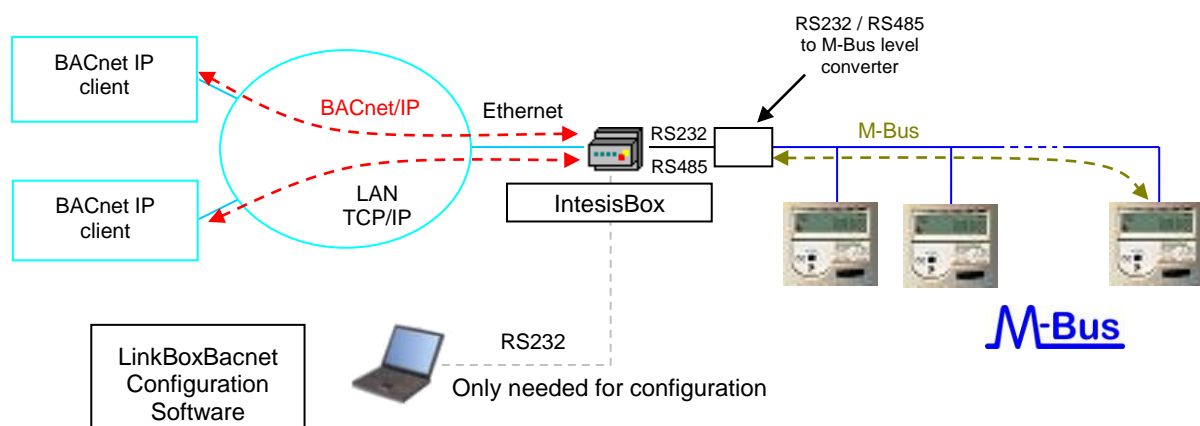 BACnet IP
client
BACnet/IP
Ethernet
RS232 / RS485
to M-Bus level
converter
RS232
RS485
M-Bus
BACnet IP
client
LAN
TCP/IP
IntesisBox
M-Bus
LinkBoxBacnet
Configuration
Software
RS232
Only needed for configuration